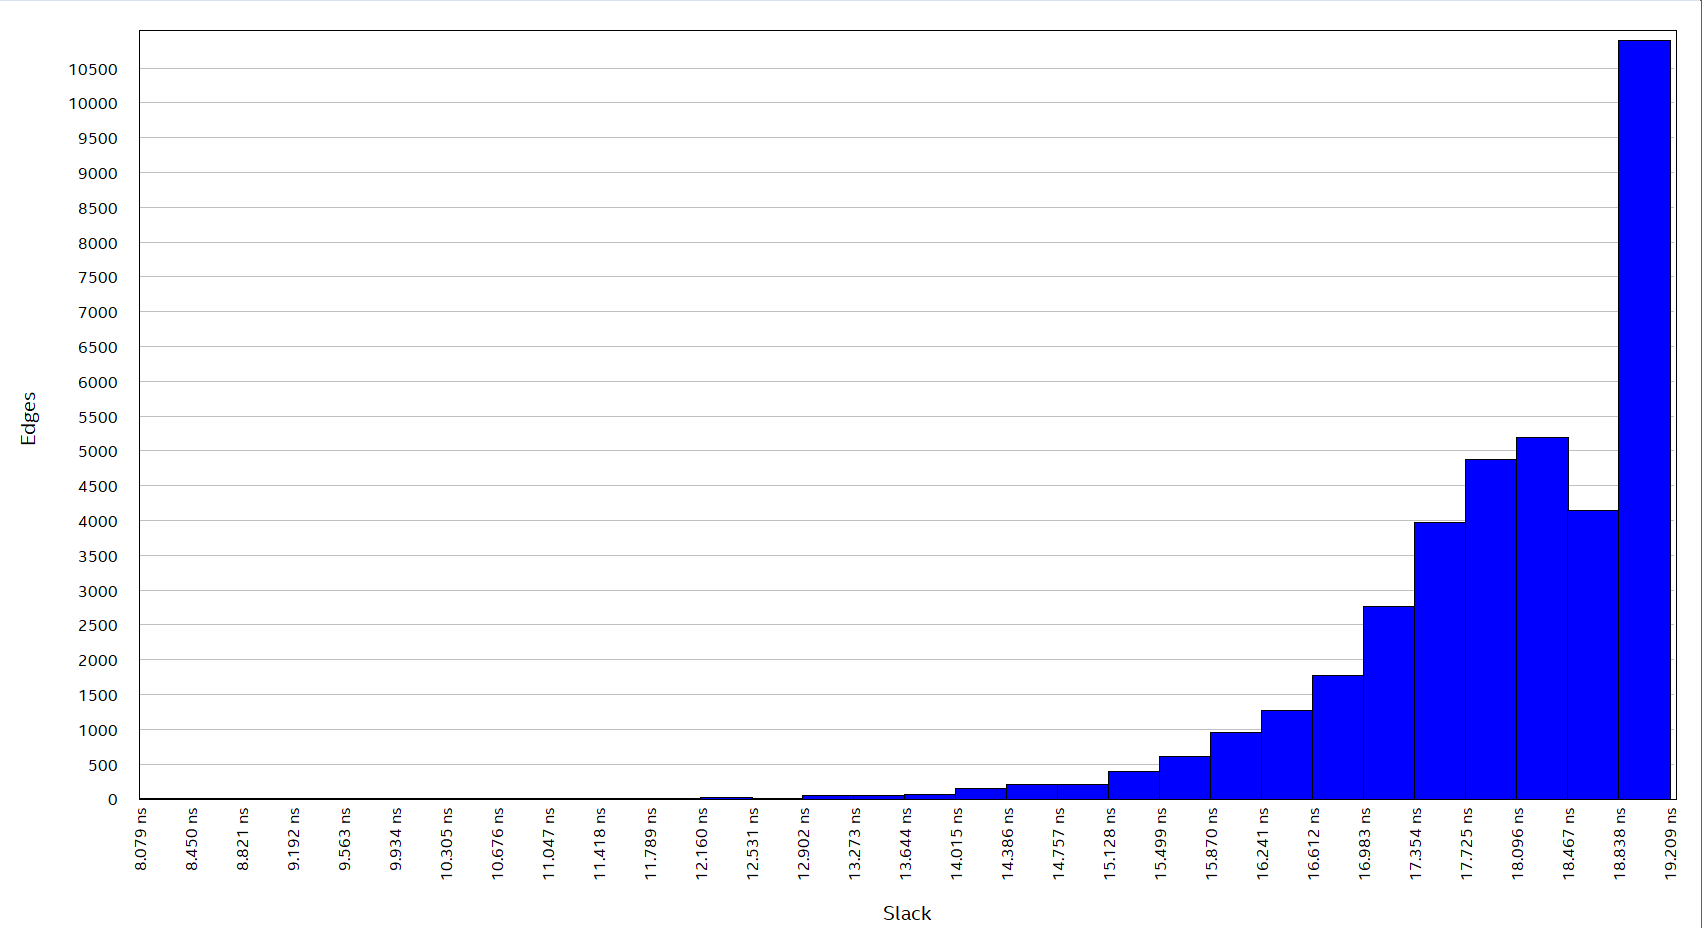 10500
10000
9500
9000
8500
8000
7500
7000
6500
6000
5500
5000
4500
4000
3500
3000
2500
2000
1500
1000
500
0
Edges
8.079 ns
8.450 ns
8.821 ns
9.192 ns
9.563 ns
9.934 ns
10.305 ns
10.676 ns
11.047 ns
11.418 ns
11.789 ns
12.160 ns
12.531 ns
12.902 ns
13.273 ns
13.644 ns
14.015 ns
14.386 ns
14.757 ns
15.128 ns
15.499 ns
15.870 ns
16.241 ns
16.612 ns
16.983 ns
17.354 ns
17.725 ns
18.096 ns
18.467 ns
18.838 ns
19.209 ns
Slack